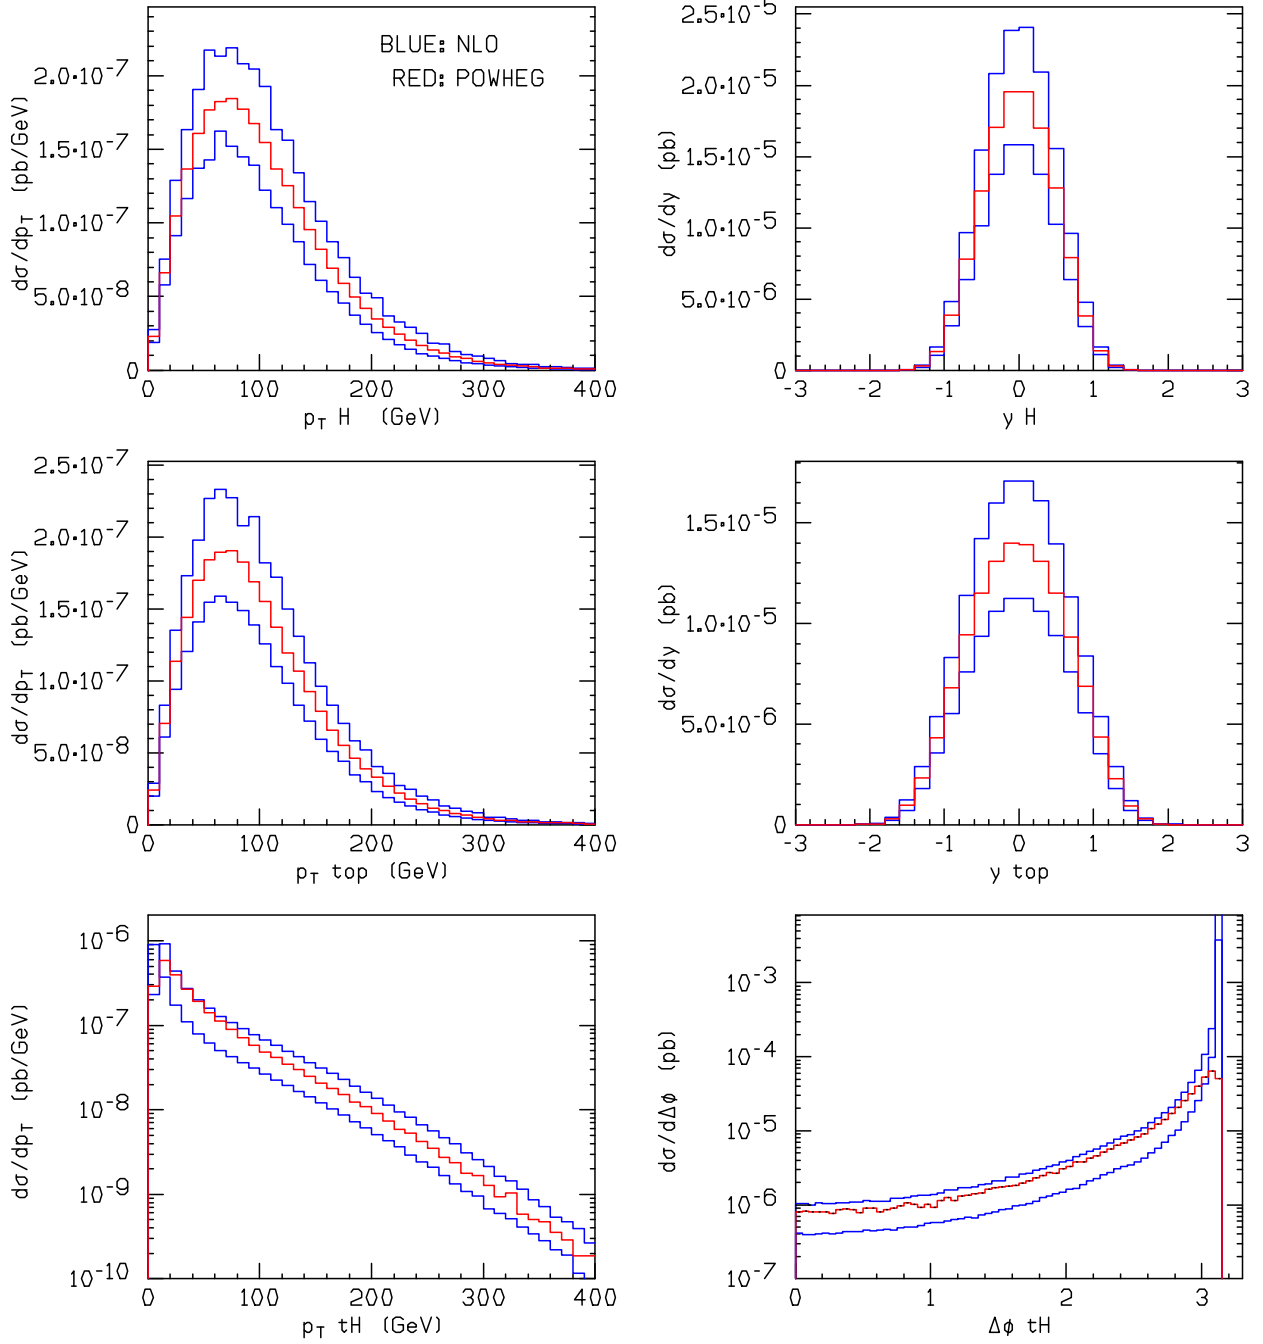 BLUE: NLO
RED: POWHEG
dσ/dp_T (pb/GeV)
2.0·10⁻⁷
1.5·10⁻⁷
1.0·10⁻⁷
5.0·10⁻⁸
0
0 100 200 300 400
p_T H (GeV)
dσ/dy (pb)
2.5·10⁻⁵
2.0·10⁻⁵
1.5·10⁻⁵
1.0·10⁻⁵
5.0·10⁻⁶
0
-3 -2 -1 0 1 2 3
y H
dσ/dp_T (pb/GeV)
2.5·10⁻⁷
2.0·10⁻⁷
1.5·10⁻⁷
1.0·10⁻⁷
5.0·10⁻⁸
0
0 100 200 300 400
p_T top (GeV)
dσ/dy (pb)
1.5·10⁻⁵
1.0·10⁻⁵
5.0·10⁻⁶
0
-3 -2 -1 0 1 2 3
y top
dσ/dp_T (pb/GeV)
10⁻⁶
10⁻⁷
10⁻⁸
10⁻⁹
10⁻¹⁰
0 100 200 300 400
p_T tH (GeV)
dσ/dΔϕ (pb)
10⁻³
10⁻⁴
10⁻⁵
10⁻⁶
10⁻⁷
0 1 2 3
Δϕ tH